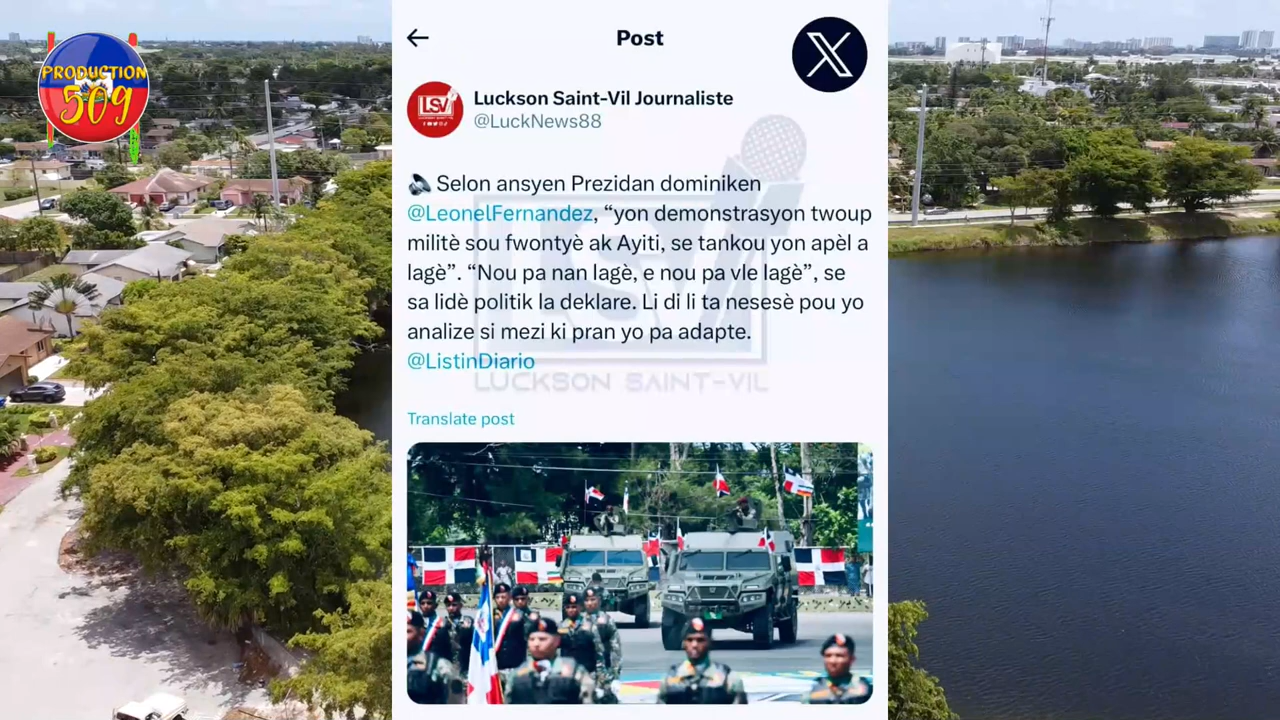 PRODUCTION
509
Post
X
LSV
Luckson Saint-Vil Journaliste
@LuckNews88
Selon ansyen Prezidan dominiken
@LeonelFernandez, “yon demonstrasyon twoup
militè sou fwontyè ak Ayiti, se tankou yon apèl a
lagè”. “Nou pa nan lagè, e nou pa vle lagè”, se
sa lidè politik la deklare. Li di li ta nesesè pou yo
analize si mezi ki pran yo pa adapte.
@ListinDiario
LSV
LUCKSON SAINT-VIL
Translate post